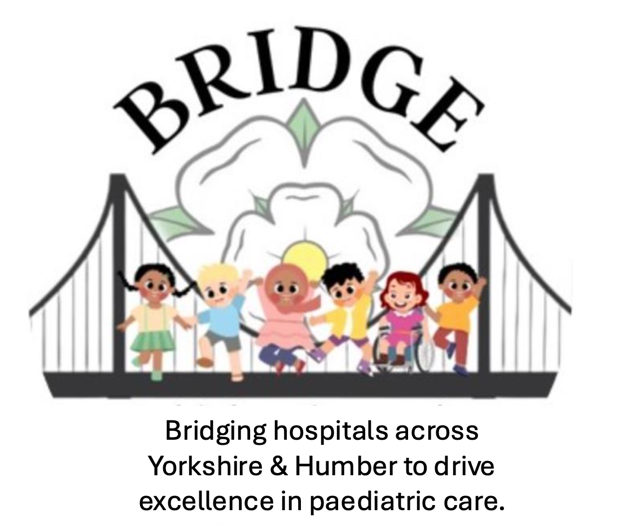 BRIDGE
Bridging hospitals across
Yorkshire & Humber to drive
excellence in paediatric care.